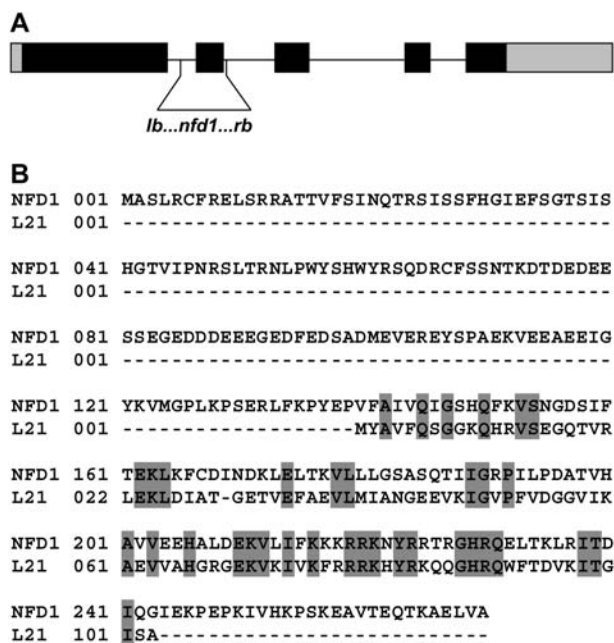 A
lb...nfd1...rb
B
NFD1 001 MASLRCFRELSRRATTVFSINQTRSISSFHGIEFSGTSIS
L21 001 ----------------------------------------
NFD1 041 HGTVIPNRSLTRNLPWYSHWYRSQDRCFSSNTKDTDEDEE
L21 001 ----------------------------------------
NFD1 081 SSEGEDDDEEEGEDFEDSADMEVEREYSPAEKVEEAEEIG
L21 001 ----------------------------------------
NFD1 121 YKVMGPLKPSERLFKPYEPVFAIVQIGSHQFKVSNGDSIF
L21 001 -------------------MYAVFQSGGKQHRVSEGQTVR
NFD1 161 TEKLKFCDINDKLELTKVLLLGSASQTIIGRPILPDATVH
L21 022 LEKLDIAT-GETVEFAEVLMIANGEEVKIGVPFVDGGVIK
NFD1 201 AVVEEHALDEKVLIFKKKRRKNYRRTRGHRQELTKLRITD
L21 061 AEVVAHGRGEKVKIVKFRRRKHYRKQQGHRQWFTDVKITG
NFD1 241 IQGIEKPEPKIVHKPSKEAVTEQTKAELVA
L21 101 ISA---------------------------